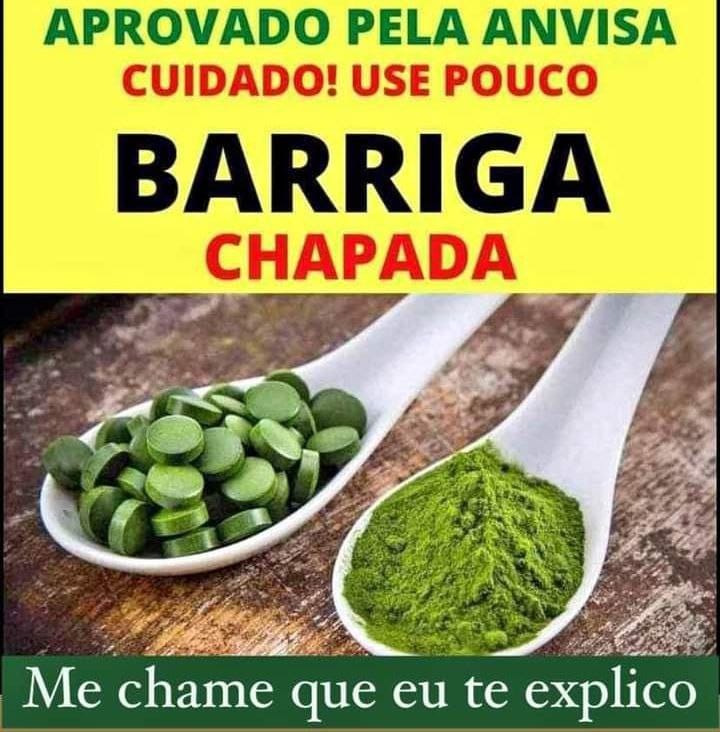 APROVADO PELA ANVISA
CUIDADO! USE POUCO
BARRIGA
CHAPADA
Me chame que eu te explico